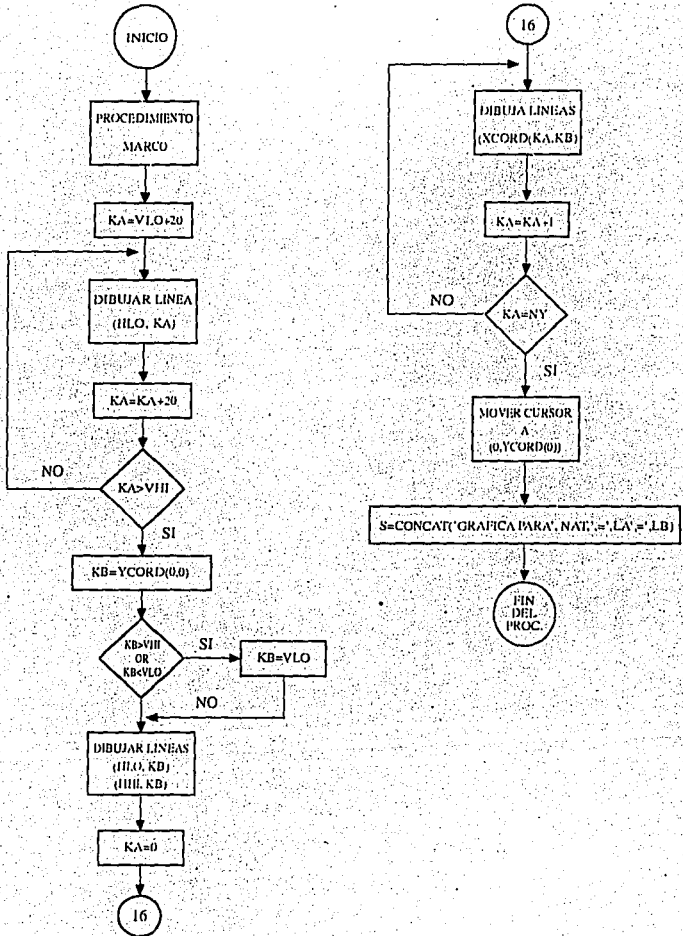 INICIO
PROCEDIMIENTO
MARCO
KA=VLO+20
DIBUJAR LINEA
(HLO, KA)
KA=KA+20
KA>VHI
NO
SI
KB=YCORD(0,0)
KB>VHI
OR
KB<VLO
SI
KB=VLO
NO
DIBUJAR LINEAS
(HLO, KB)
(HHI, KB)
KA=0
16
16
DIBUJA LINEAS
(XCORD(KA,KB)
KA=KA+1
KA=NY
NO
SI
MOVER CURSOR
A
(0,YCORD(0))
S=CONCAT('GRAFICA PARA', NAT,',=',LA',=',LB)
FIN
DEL
PROC.